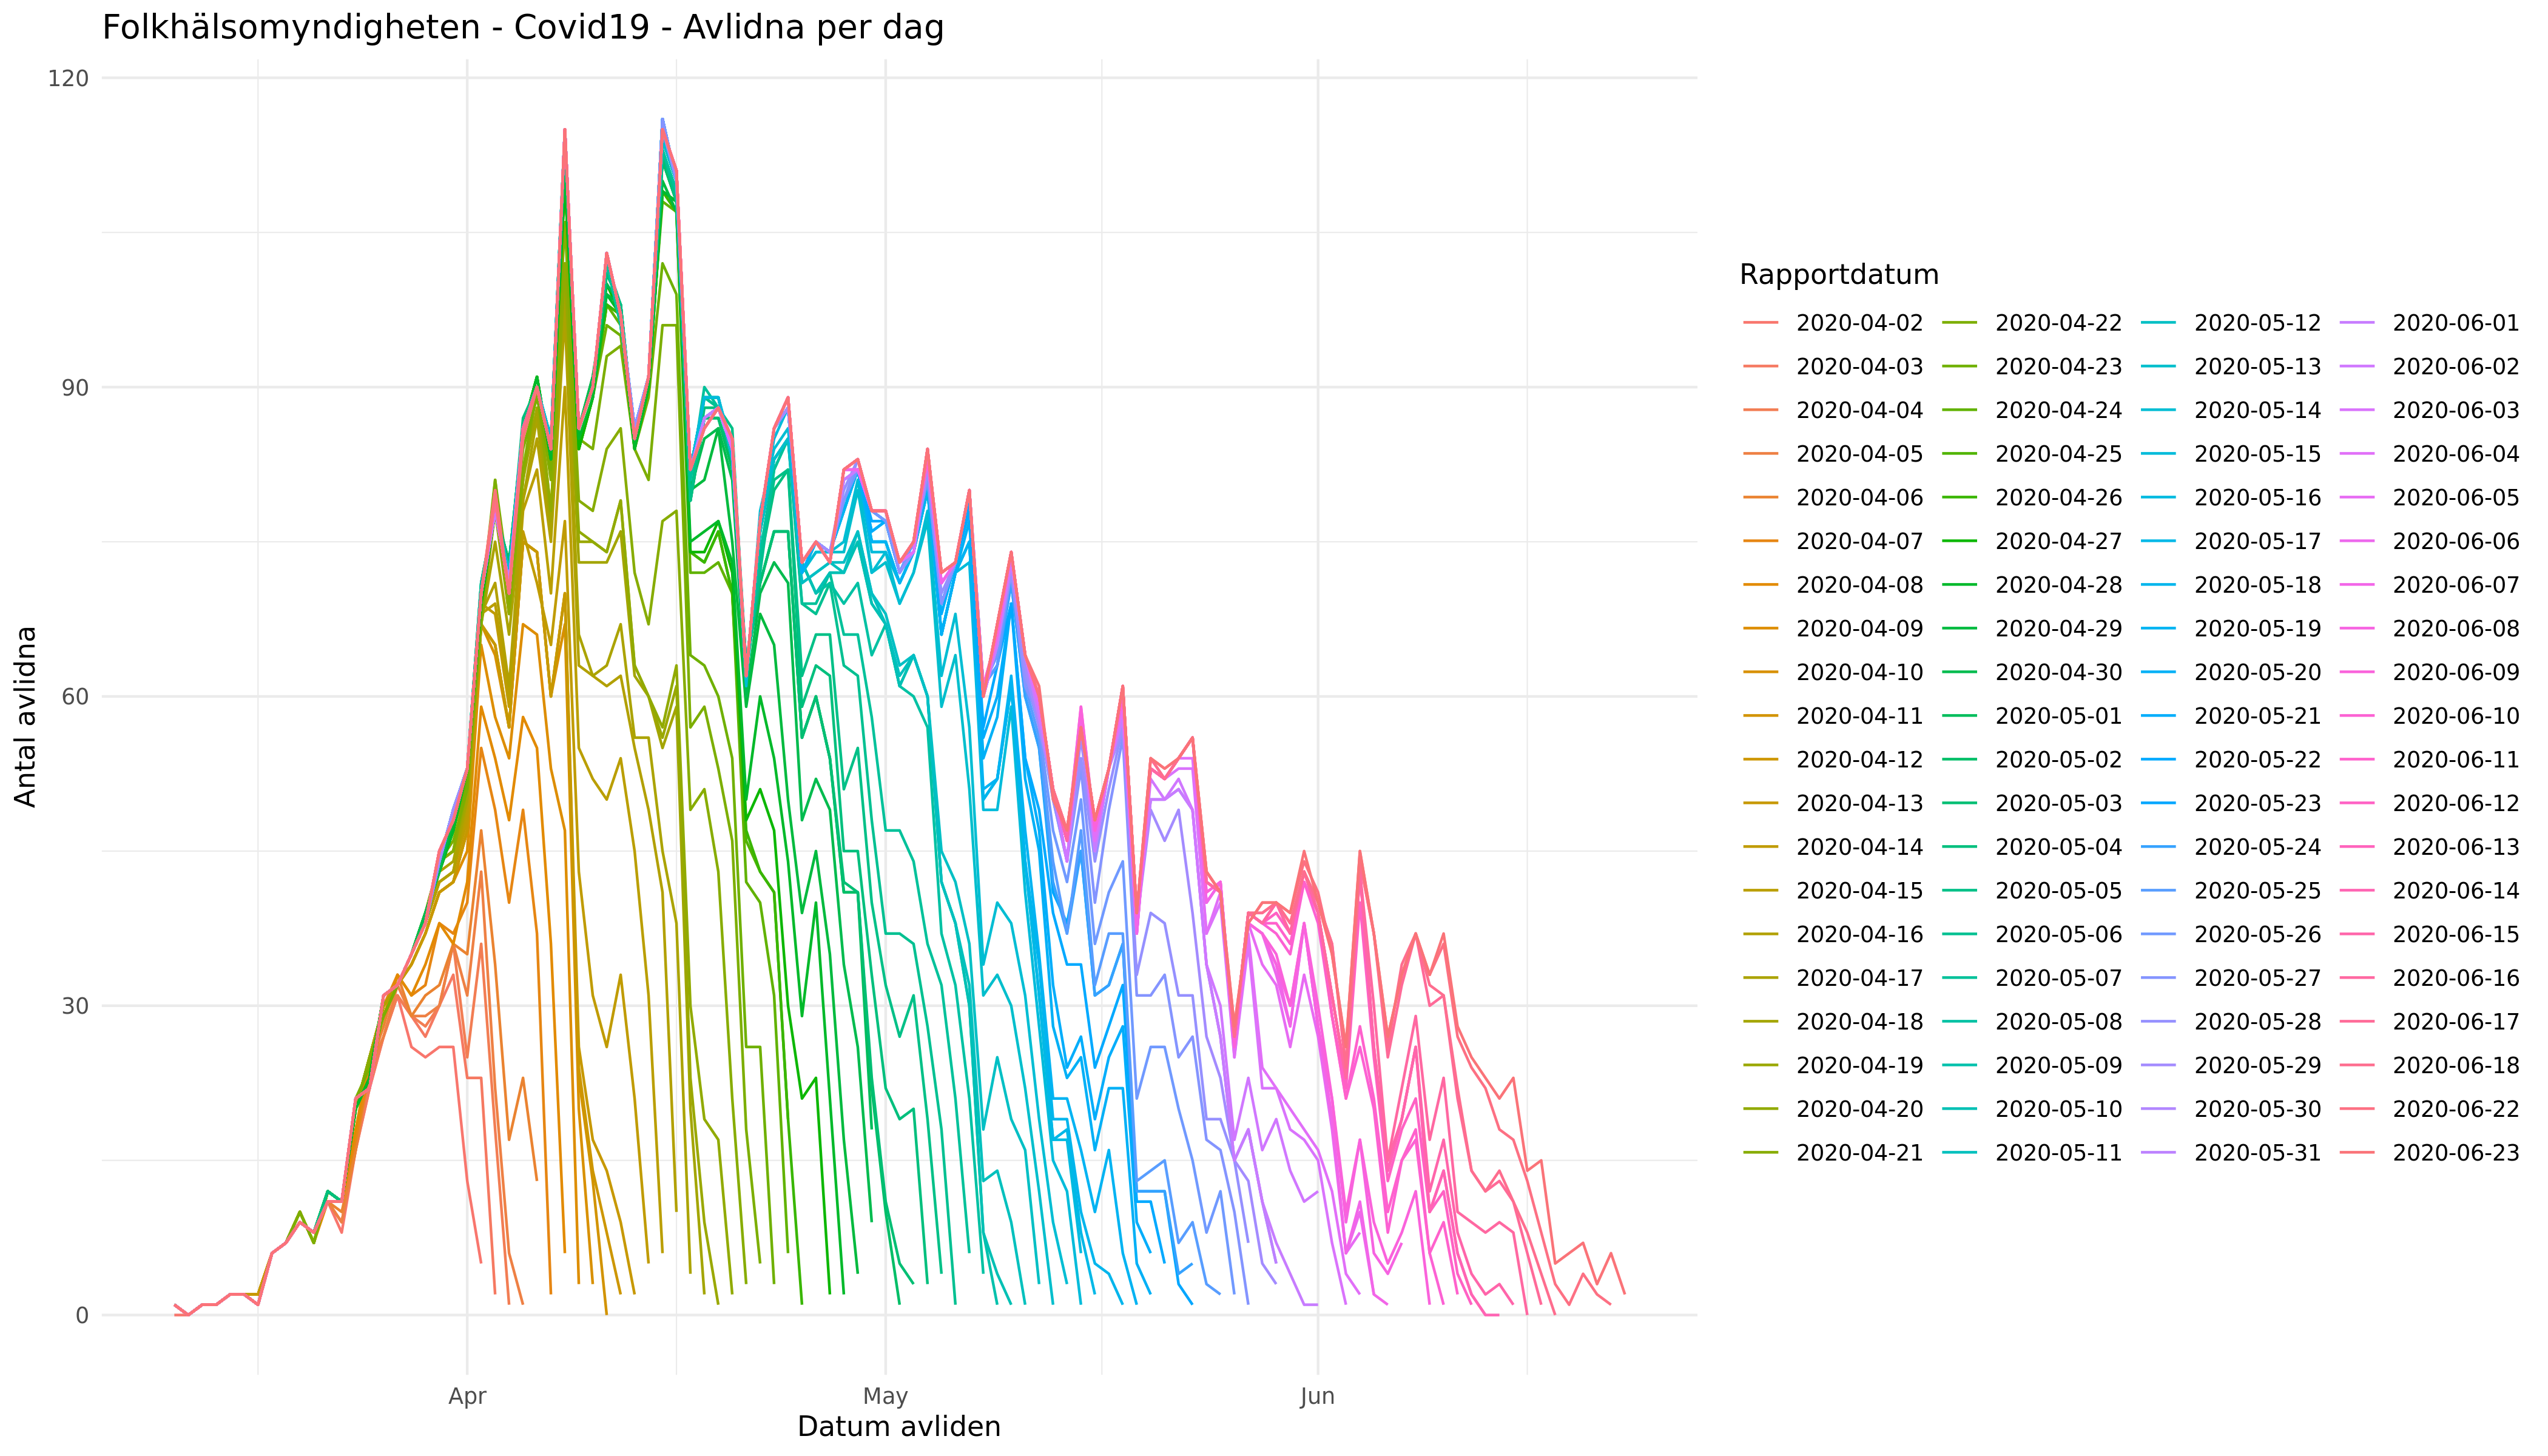 Folkhälsomyndigheten - Covid19 - Avlidna per dag
120
90
60
30
0
Antal avlidna
Apr
May
Jun
Datum avliden
Rapportdatum
2020-04-02 2020-04-22 2020-05-12 2020-06-01
2020-04-03 2020-04-23 2020-05-13 2020-06-02
2020-04-04 2020-04-24 2020-05-14 2020-06-03
2020-04-05 2020-04-25 2020-05-15 2020-06-04
2020-04-06 2020-04-26 2020-05-16 2020-06-05
2020-04-07 2020-04-27 2020-05-17 2020-06-06
2020-04-08 2020-04-28 2020-05-18 2020-06-07
2020-04-09 2020-04-29 2020-05-19 2020-06-08
2020-04-10 2020-04-30 2020-05-20 2020-06-09
2020-04-11 2020-05-01 2020-05-21 2020-06-10
2020-04-12 2020-05-02 2020-05-22 2020-06-11
2020-04-13 2020-05-03 2020-05-23 2020-06-12
2020-04-14 2020-05-04 2020-05-24 2020-06-13
2020-04-15 2020-05-05 2020-05-25 2020-06-14
2020-04-16 2020-05-06 2020-05-26 2020-06-15
2020-04-17 2020-05-07 2020-05-27 2020-06-16
2020-04-18 2020-05-08 2020-05-28 2020-06-17
2020-04-19 2020-05-09 2020-05-29 2020-06-18
2020-04-20 2020-05-10 2020-05-30 2020-06-22
2020-04-21 2020-05-11 2020-05-31 2020-06-23